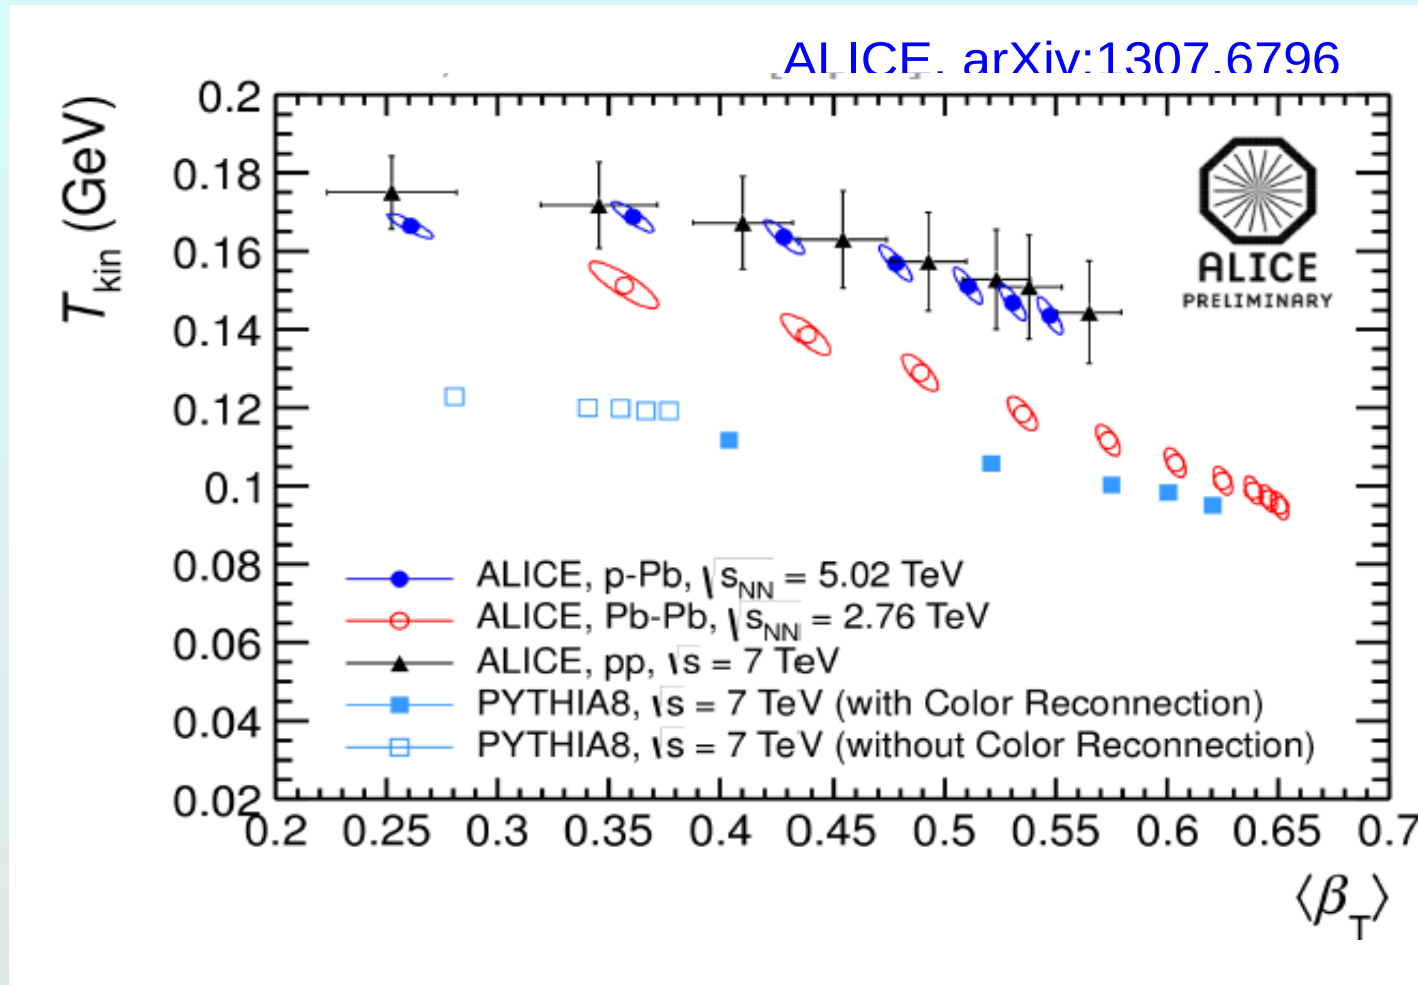 ALICE, arXiv:1307.6796
T_kin (GeV)
0.2
0.18
0.16
0.14
0.12
0.1
0.08
0.06
0.04
0.02
ALICE
PRELIMINARY
ALICE, p-Pb, √s_NN = 5.02 TeV
ALICE, Pb-Pb, √s_NN = 2.76 TeV
ALICE, pp, √s = 7 TeV
PYTHIA8, √s = 7 TeV (with Color Reconnection)
PYTHIA8, √s = 7 TeV (without Color Reconnection)
0.2 0.25 0.3 0.35 0.4 0.45 0.5 0.55 0.6 0.65 0.7
⟨β_T⟩